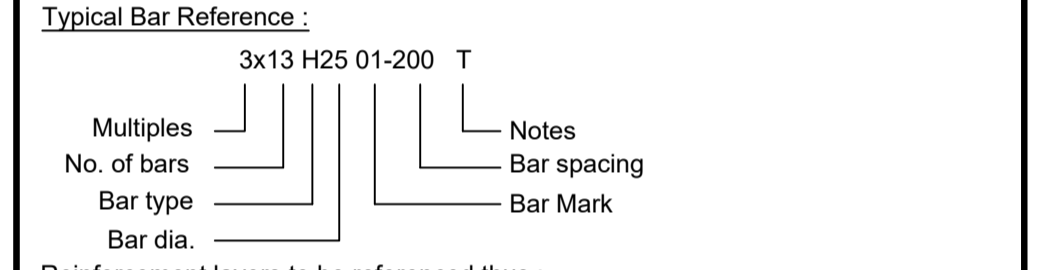 Typical Bar Reference :
3x13 H25 01-200 T
Multiples
No. of bars
Bar type
Bar dia.
Notes
Bar spacing
Bar Mark